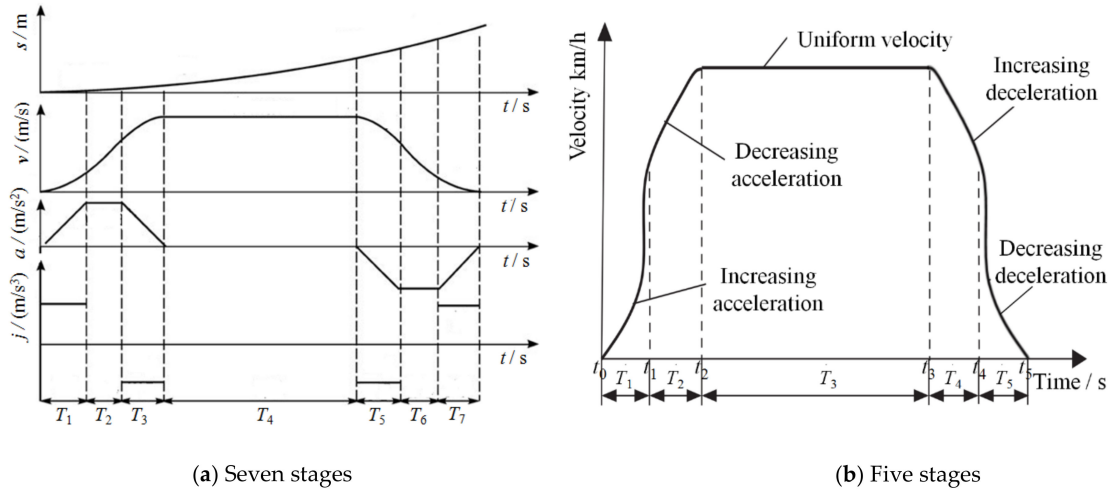 s / m
t / s
v / (m/s)
t / s
a / (m/s²)
t / s
j / (m/s³)
t / s
T₁ T₂ T₃ T₄ T₅ T₆ T₇
(a) Seven stages
Velocity km/h
Uniform velocity
Increasing
deceleration
Decreasing
acceleration
Increasing
acceleration
Decreasing
deceleration
t₀ t₁ t₂ t₃ t₄ t₅ Time / s
T₁ T₂ T₃ T₄ T₅
(b) Five stages